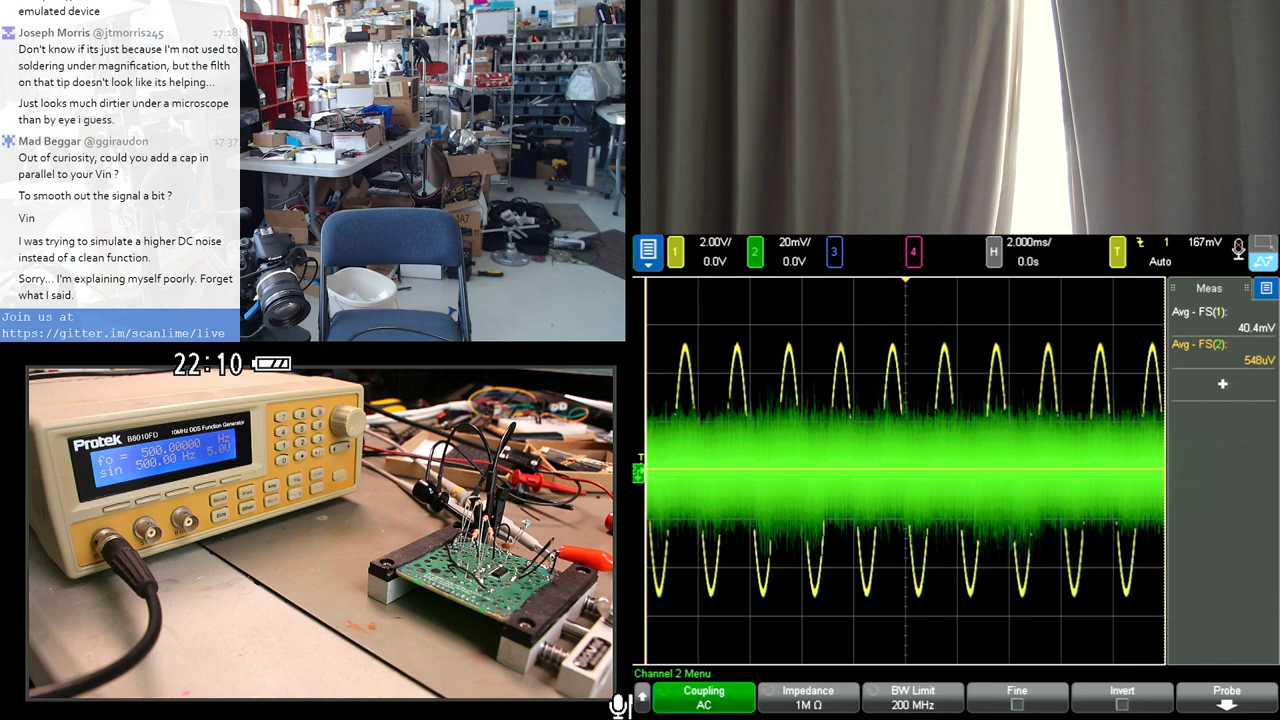 emulated device
Joseph Morris @jtmorris245 17:18
Don't know if its just because I'm not used to
soldering under magnification, but the filth
on that tip doesn't look like its helping...
Just looks much dirtier under a microscope
than by eye i guess.
Mad Beggar @ggiraudon 17:37
Out of curiosity, could you add a cap in
parallel to your Vin ?
To smooth out the signal a bit ?
Vin
I was trying to simulate a higher DC noise
instead of a clean function.
Sorry... I'm explaining myself poorly. Forget
what I said.
Join us at
https://gitter.im/scanlime/live
1A7
22:10
Protek B8010FD 10MHz DDS Function Generator
fo = 500.00000 Hz
sin 500.00 Hz 5.0V
1 2.00V/ 0.0V
2 20mV/ 0.0V
3
4
H 2.000ms/ 0.0s
T 1 167mV
Auto
Meas
Avg - FS(1):
40.4mV
Avg - FS(2):
548uV
T
Channel 2 Menu
Coupling
AC
Impedance
1M Ω
BW Limit
200 MHz
Fine
Invert
Probe